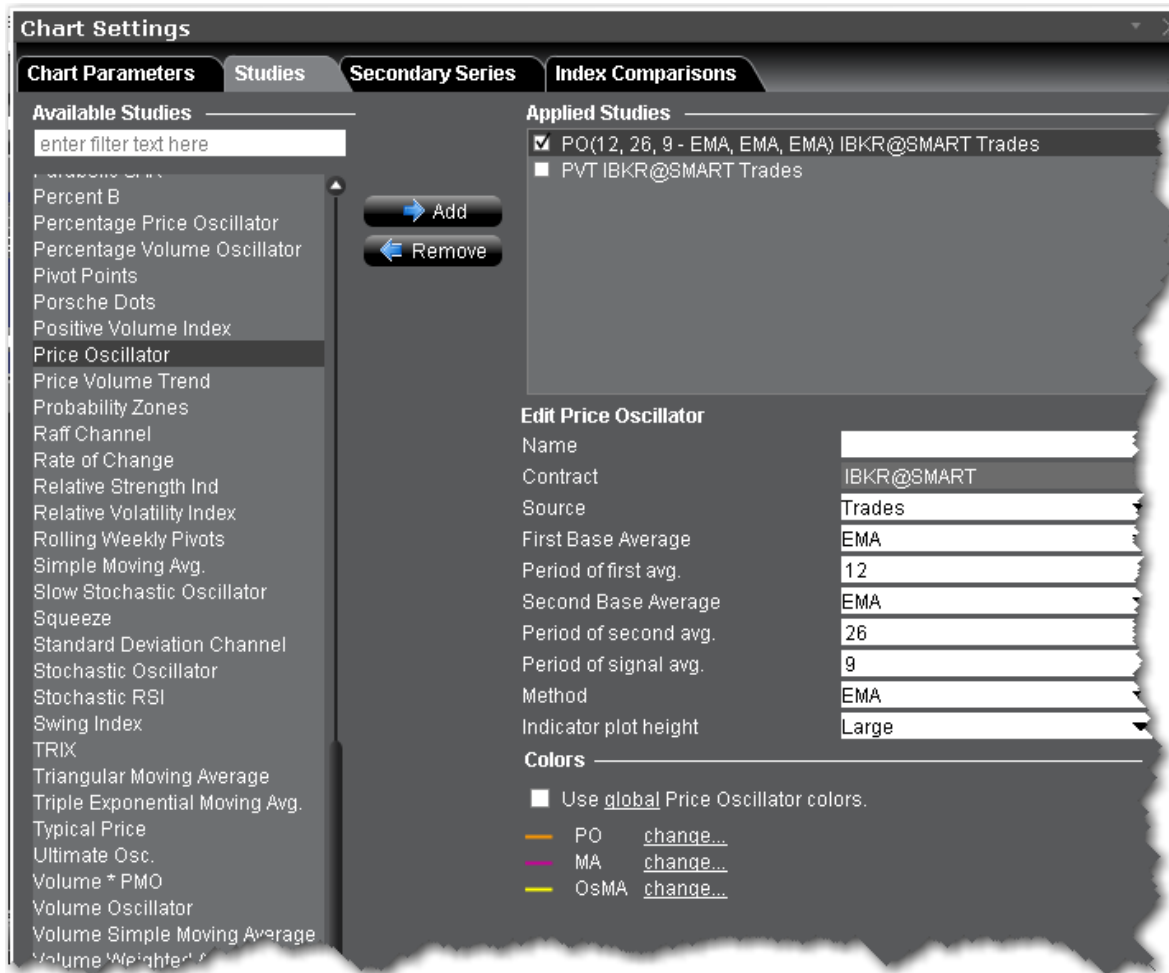 Chart Settings
Chart Parameters Studies Secondary Series Index Comparisons
Available Studies
enter filter text here
Percent B
Percentage Price Oscillator
Percentage Volume Oscillator
Pivot Points
Porsche Dots
Positive Volume Index
Price Oscillator
Price Volume Trend
Probability Zones
Raff Channel
Rate of Change
Relative Strength Ind
Relative Volatility Index
Rolling Weekly Pivots
Simple Moving Avg.
Slow Stochastic Oscillator
Squeeze
Standard Deviation Channel
Stochastic Oscillator
Stochastic RSI
Swing Index
TRIX
Triangular Moving Average
Triple Exponential Moving Avg.
Typical Price
Ultimate Osc.
Volume * PMO
Volume Oscillator
Volume Simple Moving Average
Volume Weighted
Add
Remove
Applied Studies
PO(12, 26, 9 - EMA, EMA, EMA) IBKR@SMART Trades
PVT IBKR@SMART Trades
Edit Price Oscillator
Name
Contract IBKR@SMART
Source Trades
First Base Average EMA
Period of first avg. 12
Second Base Average EMA
Period of second avg. 26
Period of signal avg. 9
Method EMA
Indicator plot height Large
Colors
Use global Price Oscillator colors.
PO change...
MA change...
OsMA change...